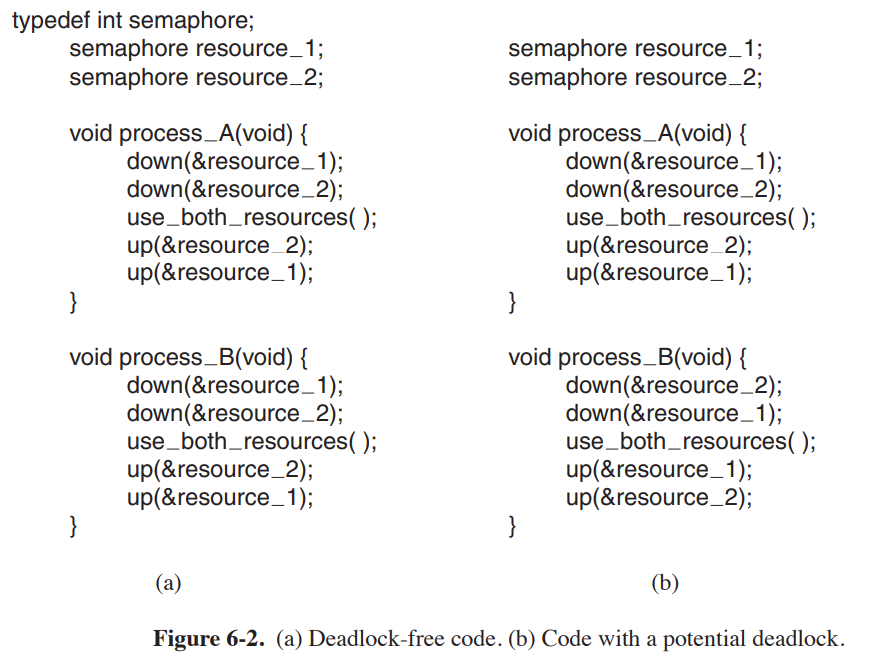 typedef int semaphore;
semaphore resource_1;
semaphore resource_2;

void process_A(void) {
down(&resource_1);
down(&resource_2);
use_both_resources( );
up(&resource_2);
up(&resource_1);
}

void process_B(void) {
down(&resource_1);
down(&resource_2);
use_both_resources( );
up(&resource_2);
up(&resource_1);
}

(a)

semaphore resource_1;
semaphore resource_2;

void process_A(void) {
down(&resource_1);
down(&resource_2);
use_both_resources( );
up(&resource_2);
up(&resource_1);
}

void process_B(void) {
down(&resource_2);
down(&resource_1);
use_both_resources( );
up(&resource_1);
up(&resource_2);
}

(b)

Figure 6-2. (a) Deadlock-free code. (b) Code with a potential deadlock.